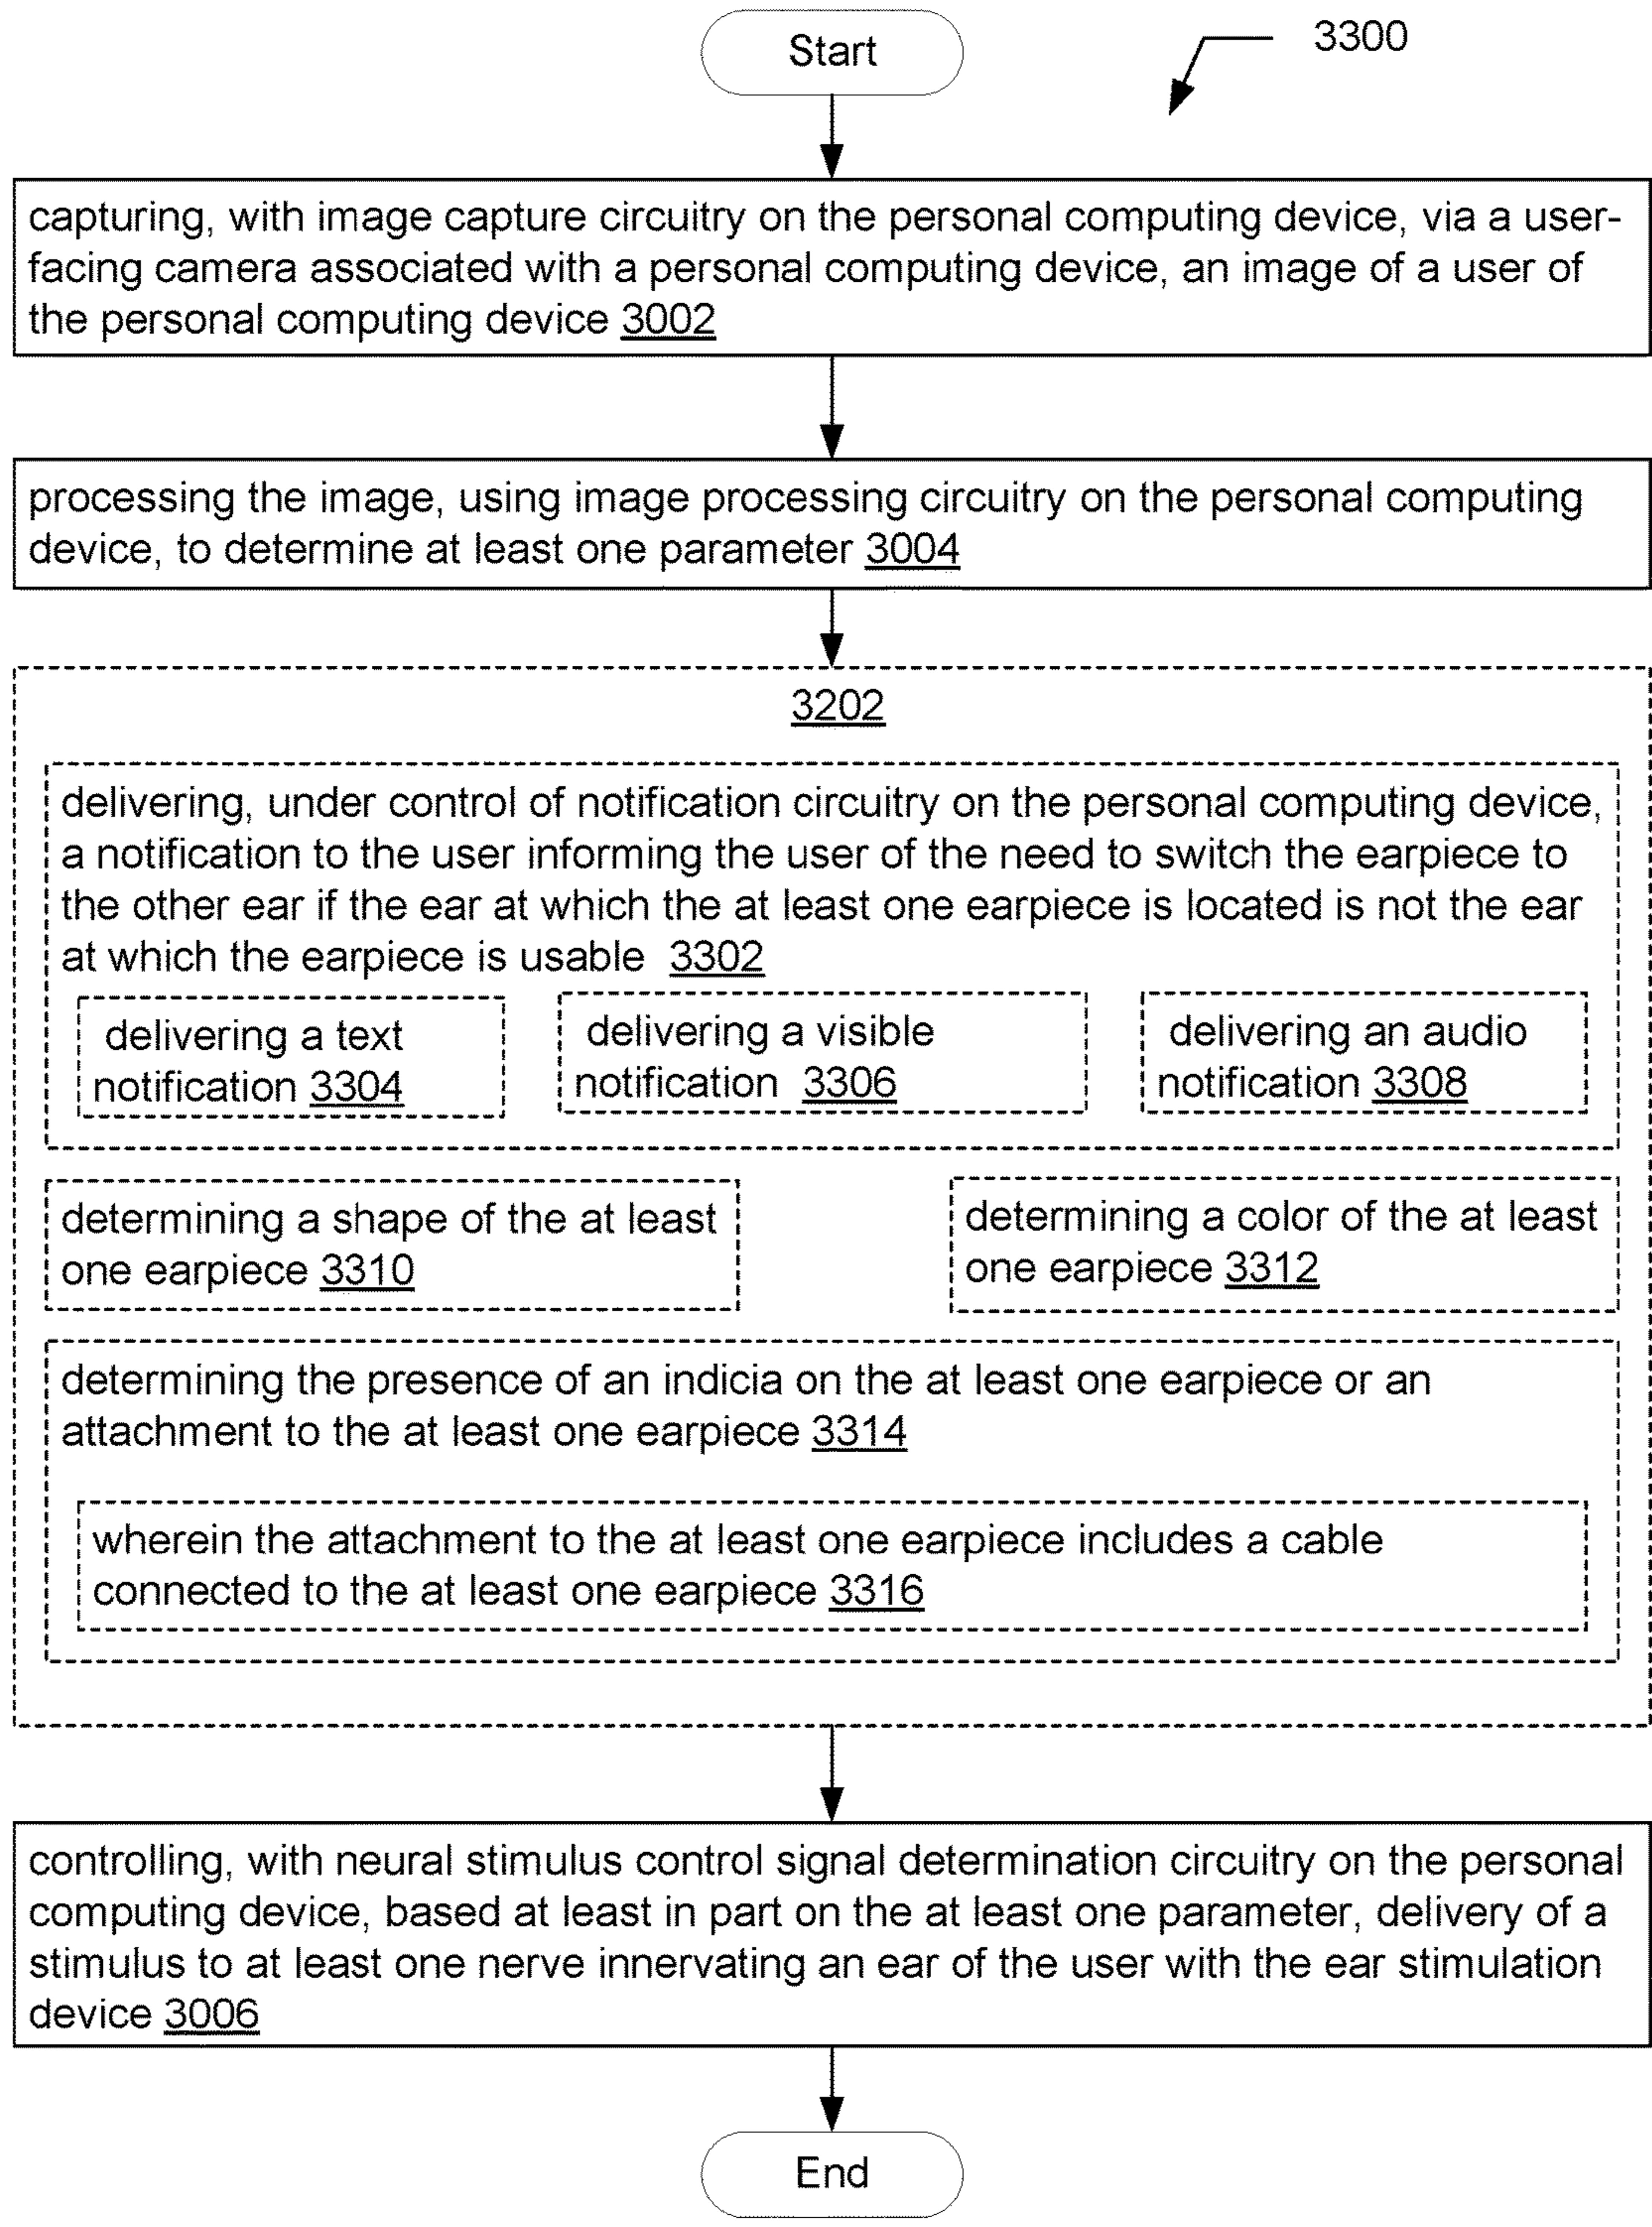 Start
3300
capturing, with image capture circuitry on the personal computing device, via a user-
facing camera associated with a personal computing device, an image of a user of
the personal computing device 3002
processing the image, using image processing circuitry on the personal computing
device, to determine at least one parameter 3004
3202
delivering, under control of notification circuitry on the personal computing device,
a notification to the user informing the user of the need to switch the earpiece to
the other ear if the ear at which the at least one earpiece is located is not the ear
at which the earpiece is usable 3302
delivering a text
notification 3304
delivering a visible
notification 3306
delivering an audio
notification 3308
determining a shape of the at least
one earpiece 3310
determining a color of the at least
one earpiece 3312
determining the presence of an indicia on the at least one earpiece or an
attachment to the at least one earpiece 3314
wherein the attachment to the at least one earpiece includes a cable
connected to the at least one earpiece 3316
controlling, with neural stimulus control signal determination circuitry on the personal
computing device, based at least in part on the at least one parameter, delivery of a
stimulus to at least one nerve innervating an ear of the user with the ear stimulation
device 3006
End